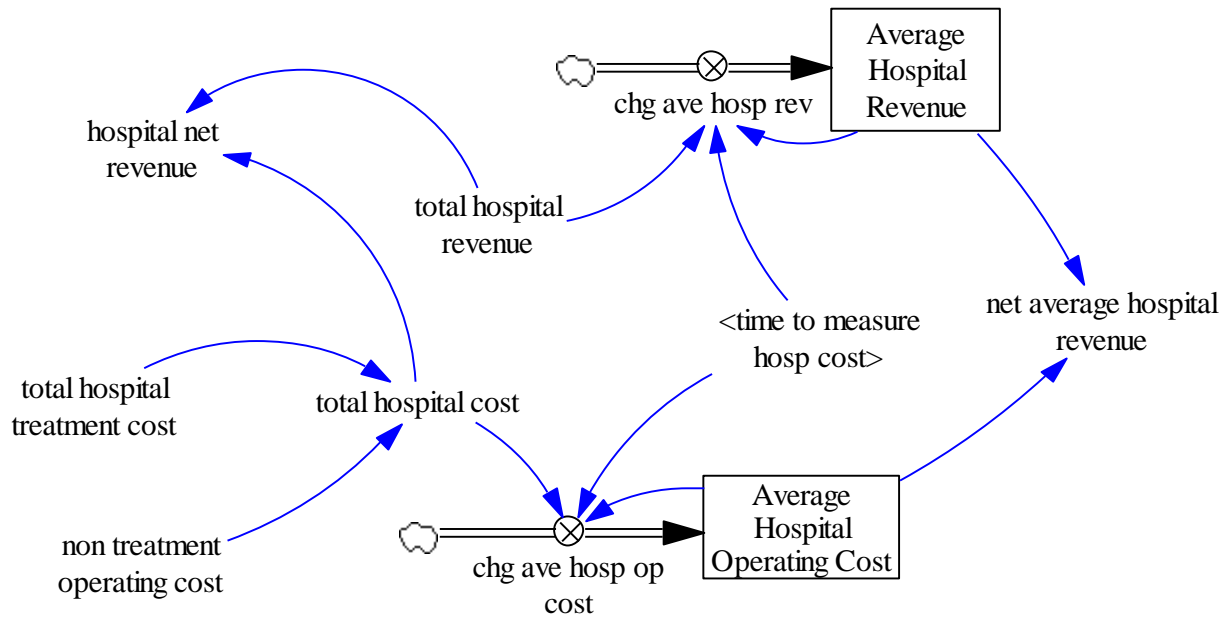 Average
Hospital
Revenue
chg ave hosp rev
hospital net
revenue
total hospital
revenue
net average hospital
revenue
<time to measure
hosp cost>
total hospital
treatment cost
total hospital cost
Average
Hospital
Operating Cost
non treatment
operating cost
chg ave hosp op
cost